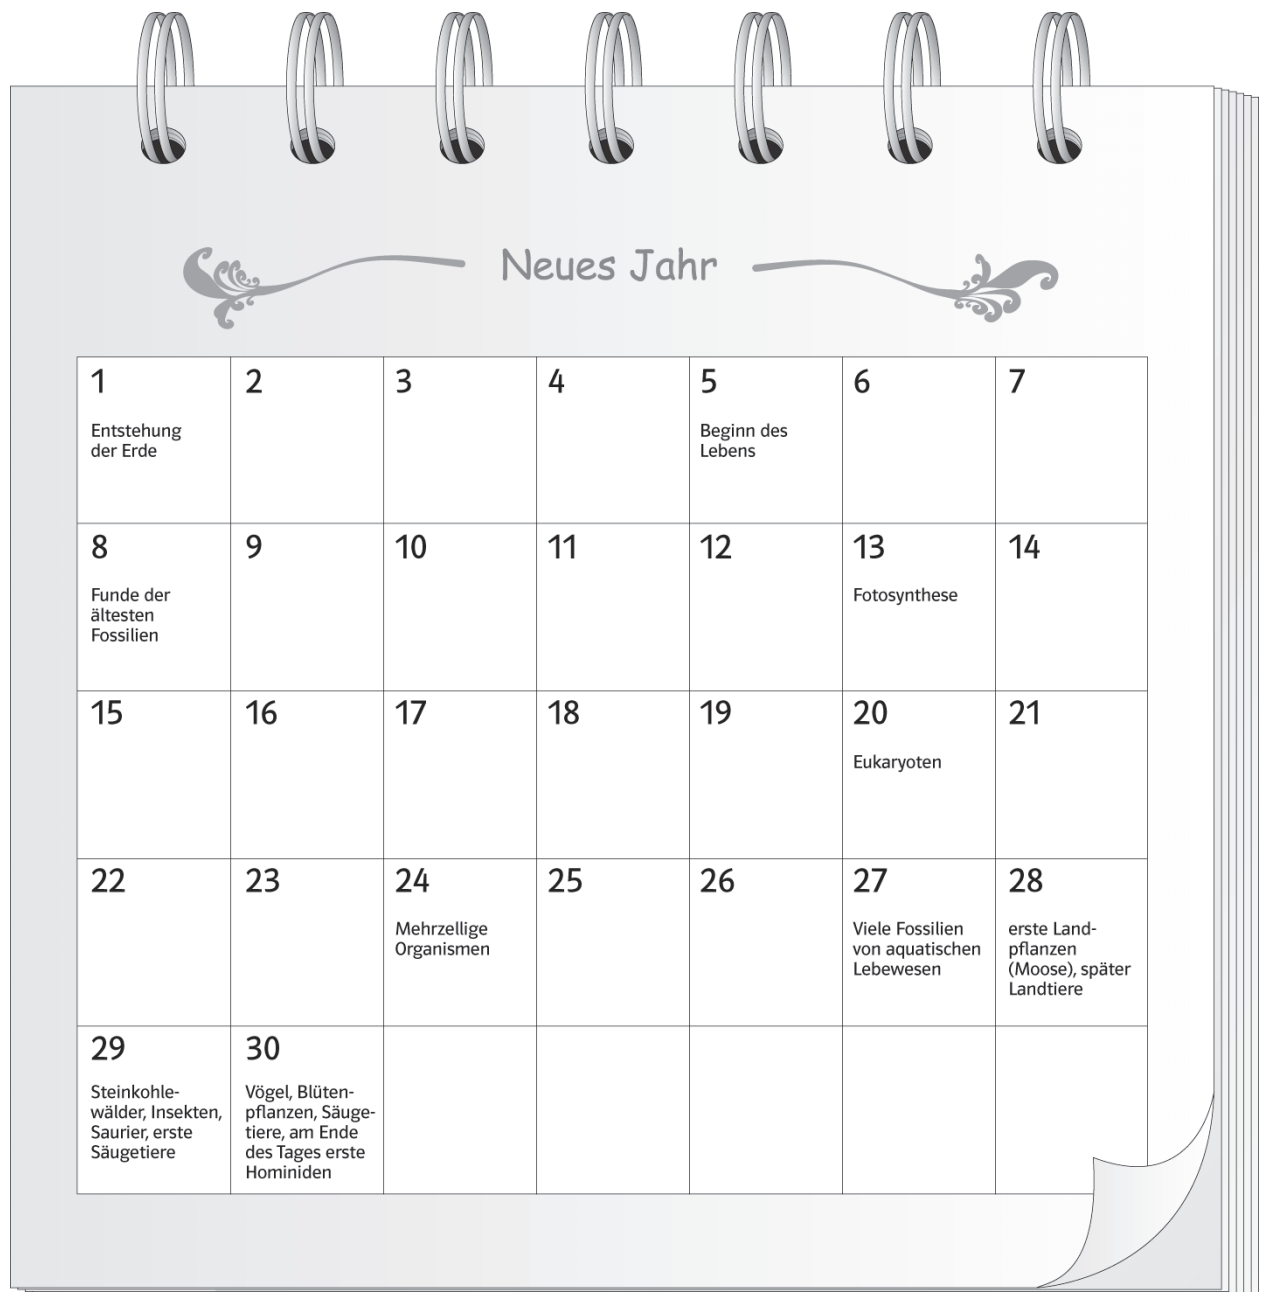 Neues Jahr
1
Entstehung
der Erde
2
3
4
5
Beginn des
Lebens
6
7
8
Funde der
ältesten
Fossilien
9
10
11
12
13
Fotosynthese
14
15
16
17
18
19
20
Eukaryoten
21
22
23
24
Mehrzellige
Organismen
25
26
27
Viele Fossilien
von aquatischen
Lebewesen
28
erste Land-
pflanzen
(Moose), später
Landtiere
29
Steinkohle-
wälder, Insekten,
Saurier, erste
Säugetiere
30
Vögel, Blüten-
pflanzen, Säuge-
tiere, am Ende
des Tages erste
Hominiden